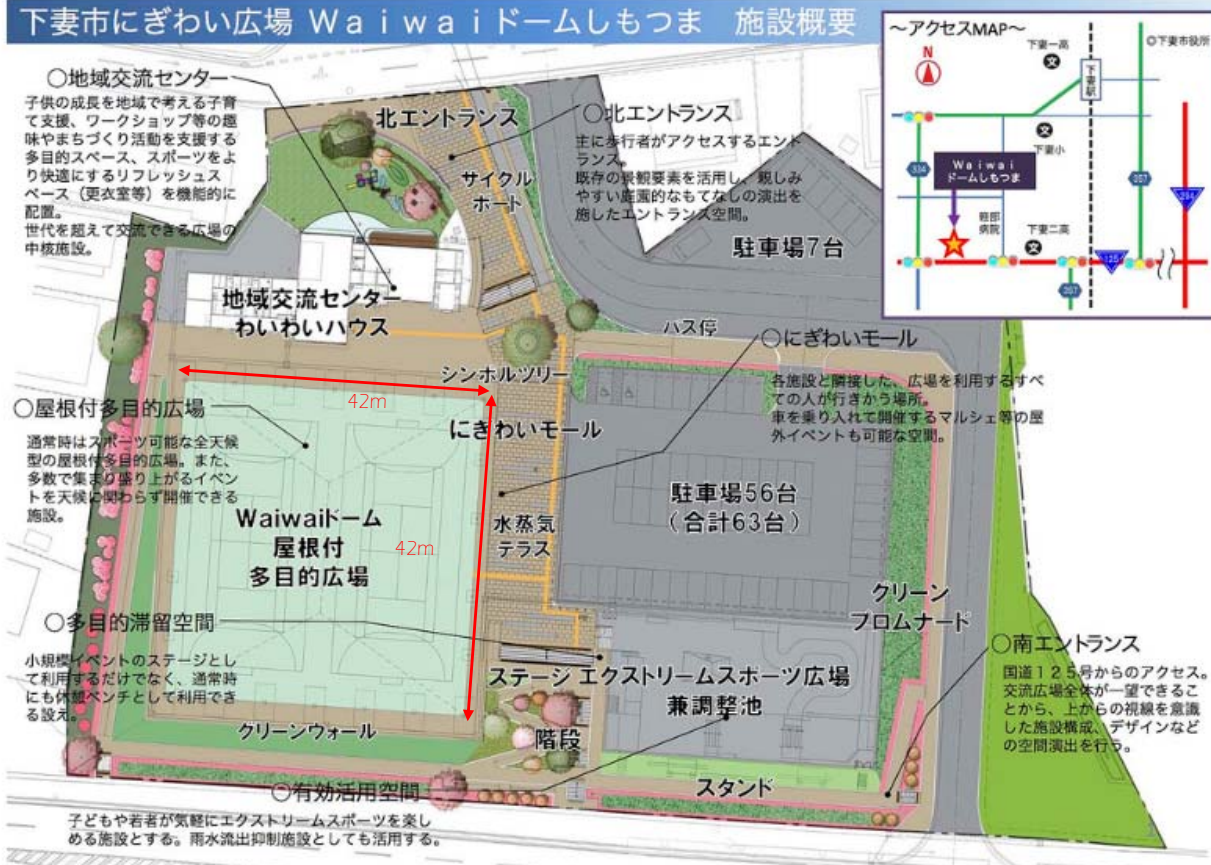 下妻市にぎわい広場 Ｗａｉｗａｉドームしもつま　施設概要
～アクセスMAP～
N
下妻一高
文
下妻駅
◎下妻市役所
文
下妻小
Ｗａｉｗａｉ
ドームしもつま
334
357
294
軽部
病院
下妻二高
文
125
357
○地域交流センター
子供の成長を地域で考える子育
て支援、ワークショップ等の趣
味やまちづくり活動を支援する
多目的スペース、スポーツをよ
り快適にするリフレッシュス
ペース（更衣室等）を機能的に
配置。
世代を超えて交流できる広場の
中核施設。
北エントランス
サイクル
ポート
○北エントランス
主に歩行者がアクセスするエント
ランス。
既存の景観要素を活用し、親しみ
やすい庭園的なもてなしの演出を
施したエントランス空間。
駐車場7台
地域交流センター
わいわいハウス
バス停
シンボルツリー
○にぎわいモール
各施設と隣接した、広場を利用するすべ
ての人が行きかう場所。
車を乗り入れて開催するマルシェ等の屋
外イベントも可能な空間。
42m
○屋根付多目的広場
通常時はスポーツ可能な全天候
型の屋根付多目的広場。また、
多数で集まり盛り上がるイベン
トを天候に関わらず開催できる
施設。
にぎわいモール
駐車場56台
（合計63台）
Waiwaiドーム
屋根付
多目的広場
42m
水蒸気
テラス
グリーン
プロムナード
○多目的滞留空間
小規模イベントのステージとし
て利用するだけでなく、通常時
にも休憩ベンチとして利用でき
る設え。
ステージ
エクストリームスポーツ広場
兼調整池
○南エントランス
国道１２５号からのアクセス。
交流広場全体が一望できるこ
とから、上からの視線を意識
した施設構成、デザインなど
の空間演出を行う。
グリーンウォール
階段
スタンド
○有効活用空間
子どもや若者が気軽にエクストリームスポーツを楽し
める施設とする。雨水流出抑制施設としても活用する。